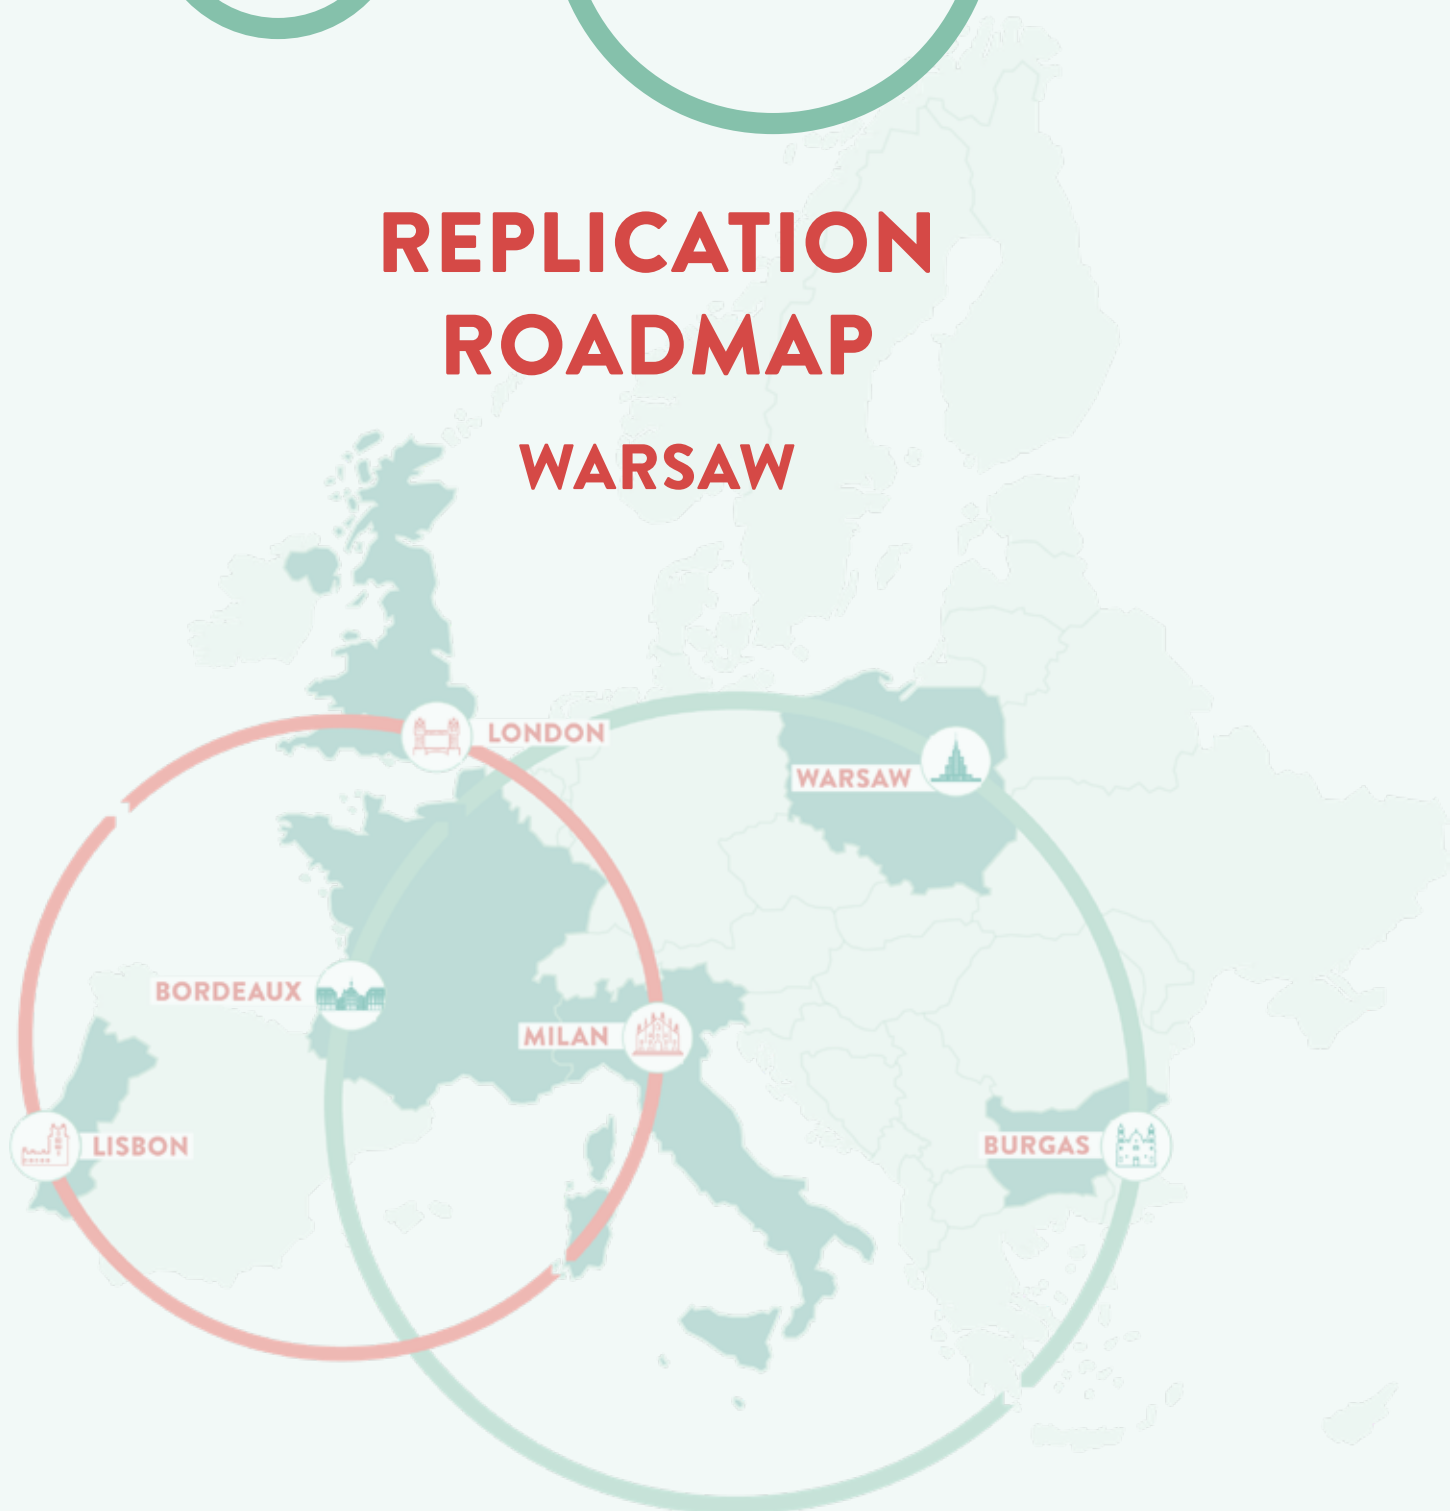 REPLICATION
ROADMAP
WARSAW
LONDON
WARSAW
BORDEAUX
MILAN
LISBON
BURGAS